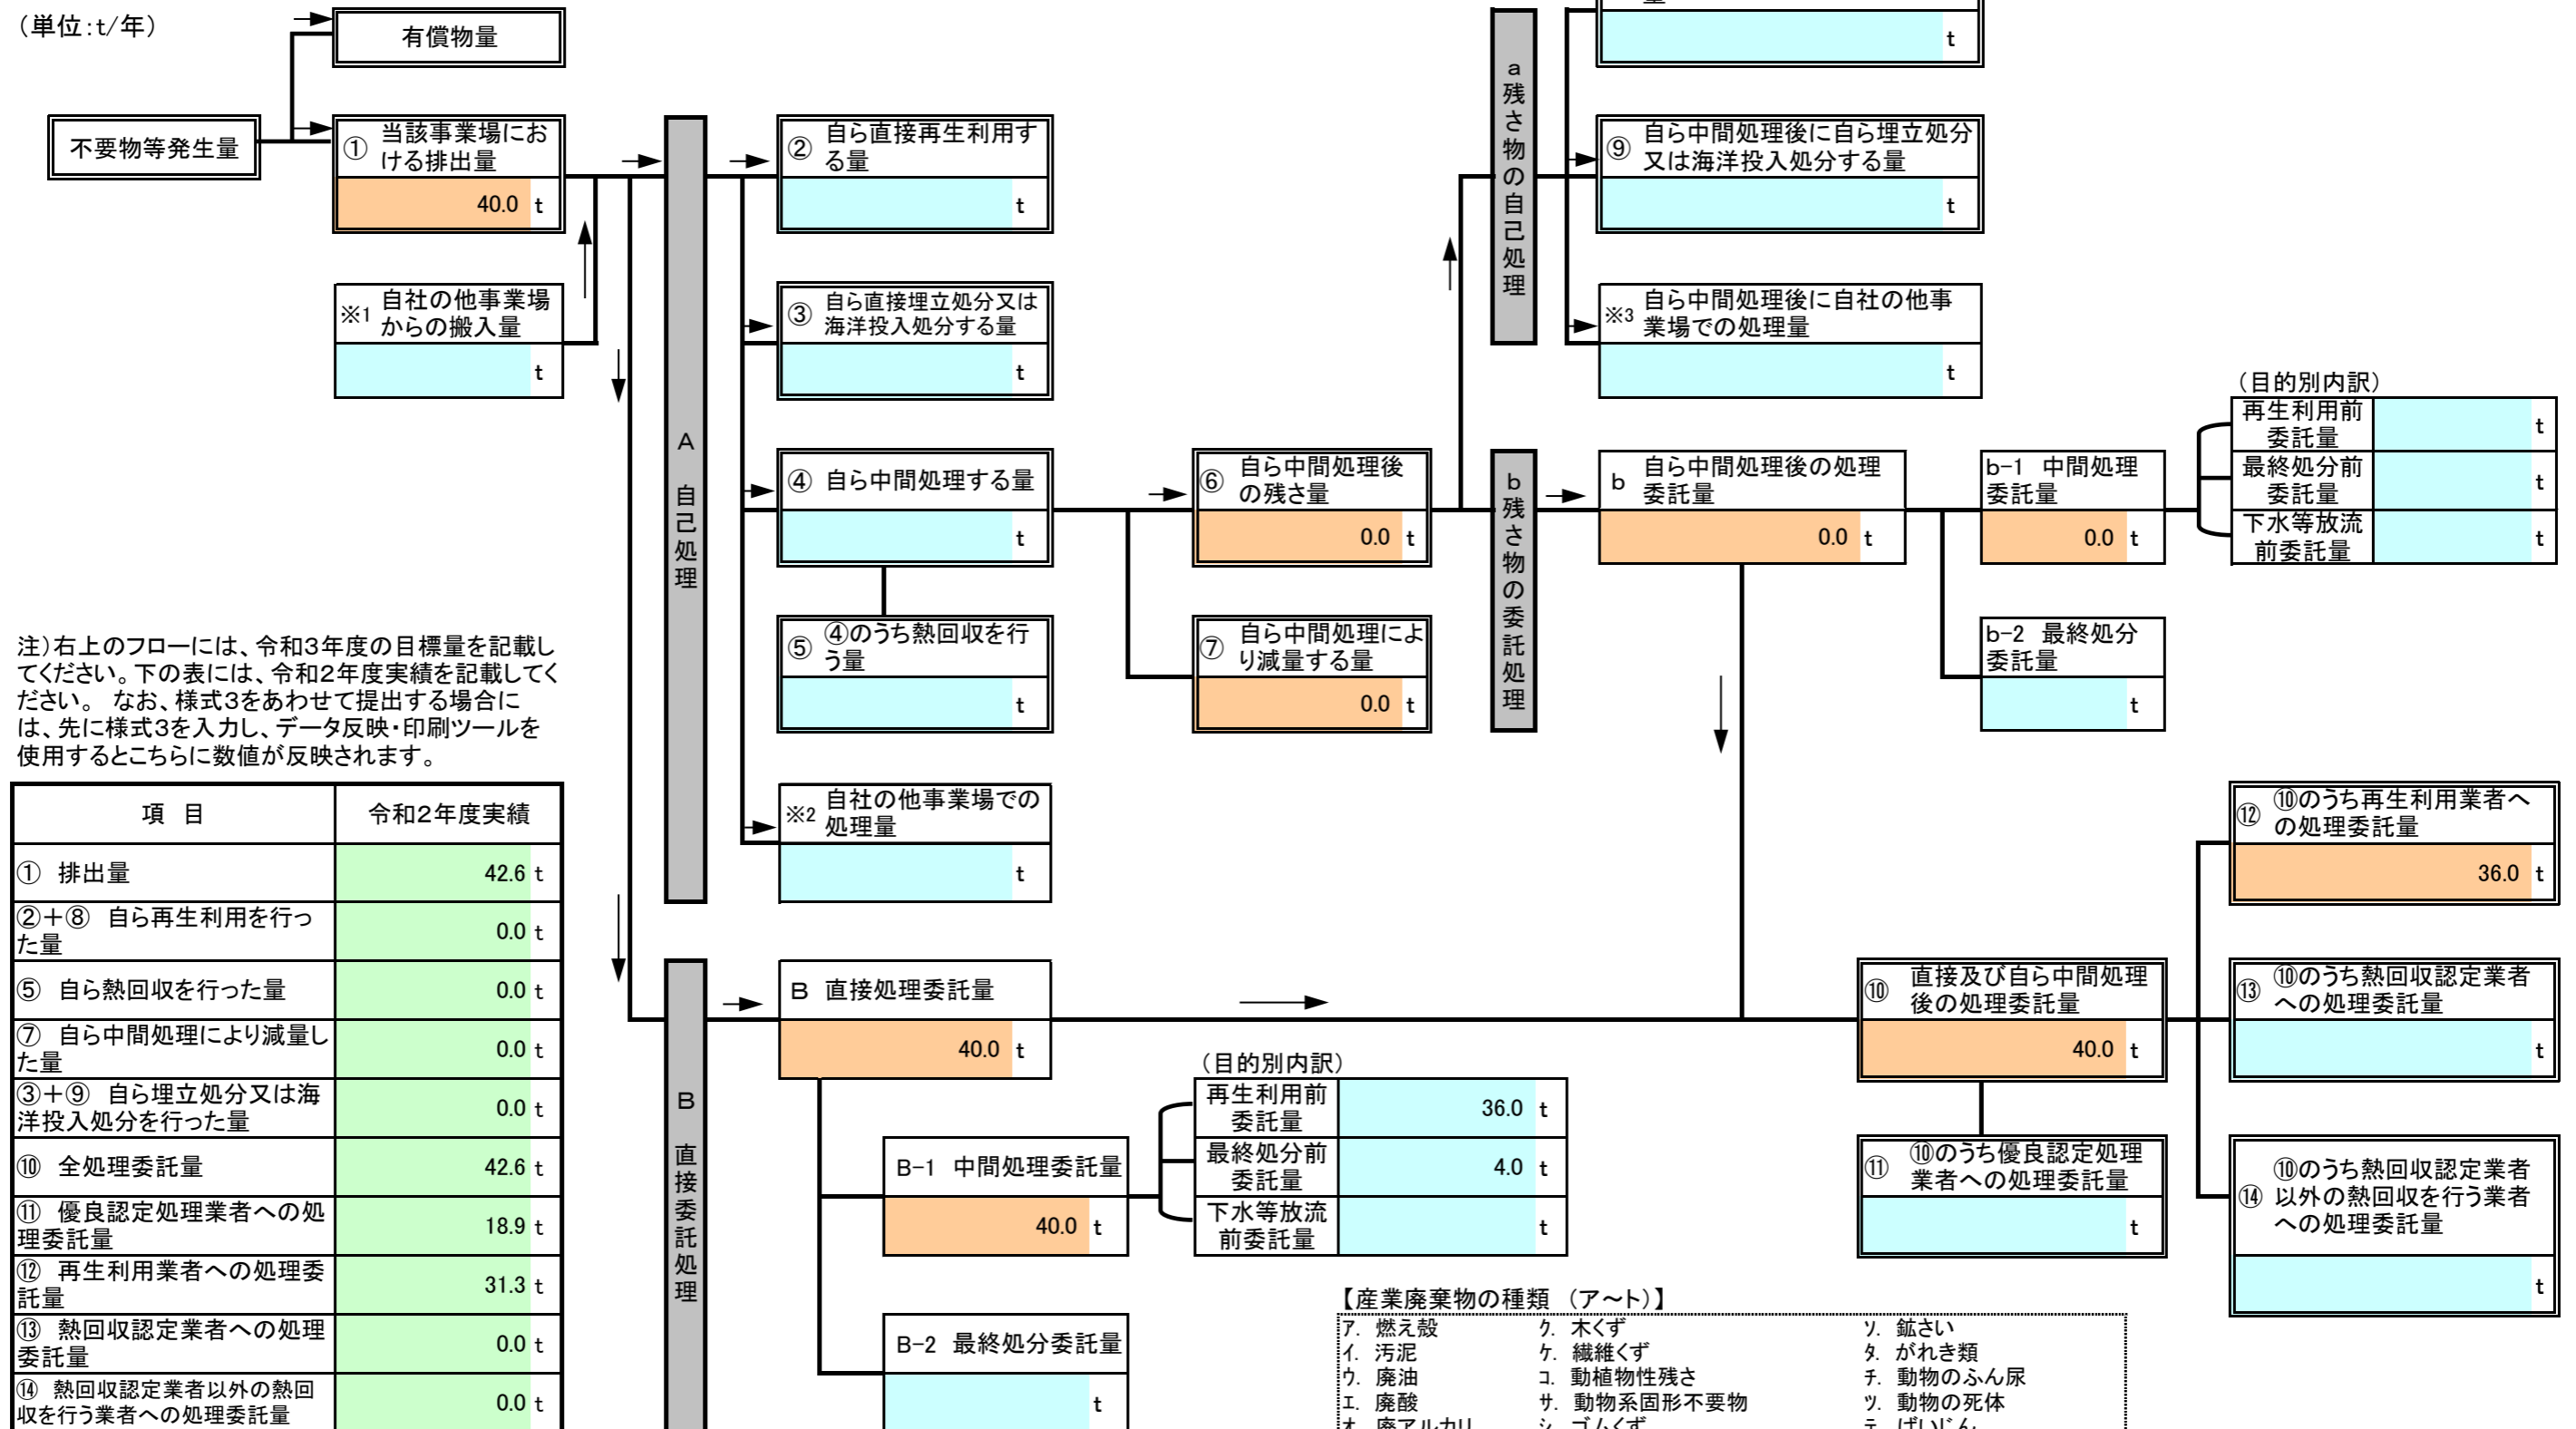 （単位：t/年）
有償物量
不要物等発生量
① 当該事業場にお
ける排出量
40.0 t
※1 自社の他事業場
からの搬入量
t
注）右上のフローには、令和３年度の目標量を記載し
てください。下の表には、令和２年度実績を記載してく
ださい。 なお、様式３をあわせて提出する場合に
は、先に様式３を入力し、データ反映・印刷ツールを
使用するとこちらに数値が反映されます。
項 目 令和２年度実績
① 排出量 42.6 t
②＋⑧ 自ら再生利用を行っ
た量 0.0 t
⑤ 自ら熱回収を行った量 0.0 t
⑦ 自ら中間処理により減量し
た量 0.0 t
③＋⑨ 自ら埋立処分又は海
洋投入処分を行った量 0.0 t
⑩ 全処理委託量 42.6 t
⑪ 優良認定処理業者への処
理委託量 18.9 t
⑫ 再生利用業者への処理委
託量 31.3 t
⑬ 熱回収認定業者への処理
委託量 0.0 t
⑭ 熱回収認定業者以外の熱回
収を行う業者への処理委託量 0.0 t
Ａ 自己処理
② 自ら直接再生利用す
る量
t
③ 自ら直接埋立処分又は
海洋投入処分する量
t
④ 自ら中間処理する量
t
⑤ ④のうち熱回収を行
う量
t
※2 自社の他事業場での
処理量
t
⑥ 自ら中間処理後
の残さ量
0.0 t
⑦ 自ら中間処理によ
り減量する量
0.0 t
ａ残さ物の自己処理
量
t
⑨ 自ら中間処理後に自ら埋立処分
又は海洋投入処分する量
t
※3 自ら中間処理後に自社の他事
業場での処理量
t
ｂ残さ物の委託処理
b 自ら中間処理後の処理
委託量
0.0 t
b-1 中間処理
委託量
0.0 t
b-2 最終処分
委託量
t
（目的別内訳）
再生利用前
委託量 t
最終処分前
委託量 t
下水等放流
前委託量 t
Ｂ 直接委託処理
B 直接処理委託量
40.0 t
B-1 中間処理委託量
40.0 t
B-2 最終処分委託量
t
（目的別内訳）
再生利用前
委託量 36.0 t
最終処分前
委託量 4.0 t
下水等放流
前委託量 t
⑩ 直接及び自ら中間処理
後の処理委託量
40.0 t
⑪ ⑩のうち優良認定処理
業者への処理委託量
t
⑫ ⑩のうち再生利用業者へ
の処理委託量
36.0 t
⑬ ⑩のうち熱回収認定業者
への処理委託量
t
⑭ ⑩のうち熱回収認定業者
以外の熱回収を行う業者
への処理委託量
t
【産業廃棄物の種類 （ア～ト）】
ｱ. 燃え殻 ｸ. 木くず ｿ. 鉱さい
ｲ. 汚泥 ｹ. 繊維くず ﾀ. がれき類
ｳ. 廃油 ｺ. 動植物性残さ ﾁ. 動物のふん尿
ｴ. 廃酸 ｻ. 動物系固形不要物 ﾂ. 動物の死体
ｵ. 廃アルカリ ｼ. ゴムくず ﾃ. ばいじん